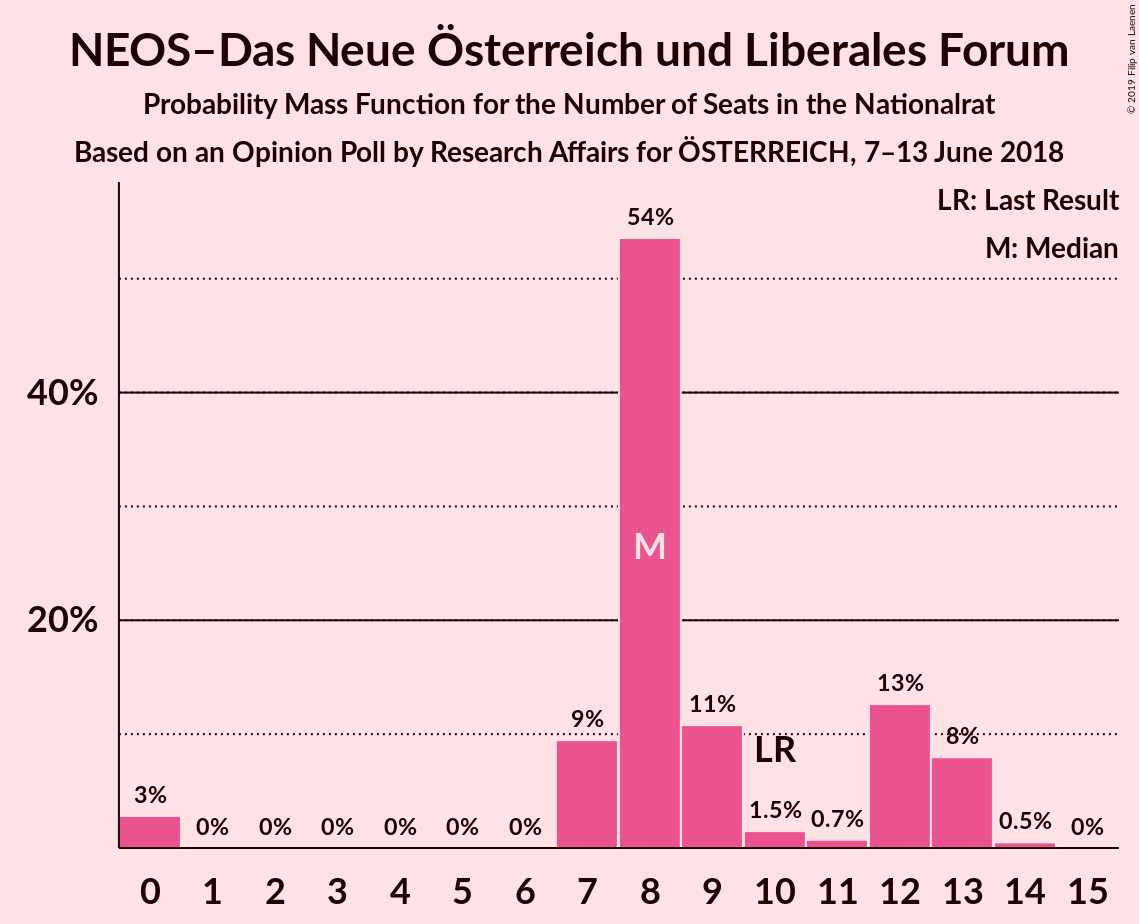 NEOS–Das Neue Österreich und Liberales Forum
Probability Mass Function for the Number of Seats in the Nationalrat
Based on an Opinion Poll by Research Affairs for ÖSTERREICH, 7–13 June 2018
© 2019 Filip van Laenen
LR: Last Result
M: Median
40%
20%
3%
0%
0%
0%
0%
0%
0%
9%
54%
M
11%
LR
1.5%
0.7%
13%
8%
0.5%
0%
0 1 2 3 4 5 6 7 8 9 10 11 12 13 14 15